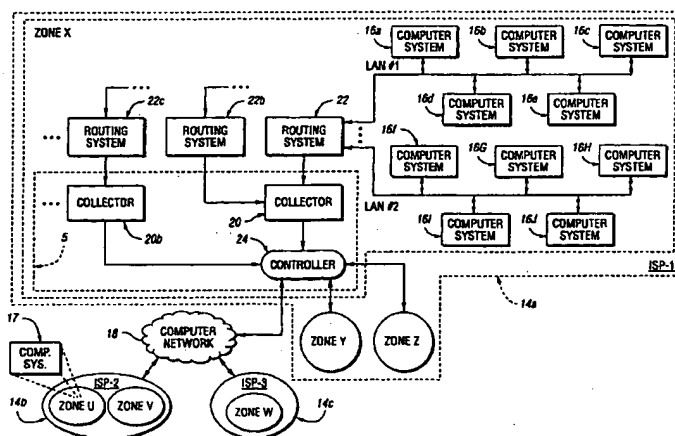 ZONE X
16a
COMPUTER
SYSTEM
16b
COMPUTER
SYSTEM
16c
COMPUTER
SYSTEM
LAN #1
16d
COMPUTER
SYSTEM
16e
COMPUTER
SYSTEM
22c
ROUTING
SYSTEM
22b
ROUTING
SYSTEM
22
ROUTING
SYSTEM
COMPUTER
SYSTEM
16G
COMPUTER
SYSTEM
16H
COMPUTER
SYSTEM
LAN #2
16I
COMPUTER
SYSTEM
16J
COMPUTER
SYSTEM
COLLECTOR
20b
20
COLLECTOR
5
24
CONTROLLER
ISP-1
14a
17
COMP.
SYS.
18
COMPUTER
NETWORK
ZONE Y
ZONE Z
14b
ISP-2
ZONE U
ZONE V
ISP-3
ZONE W
14c